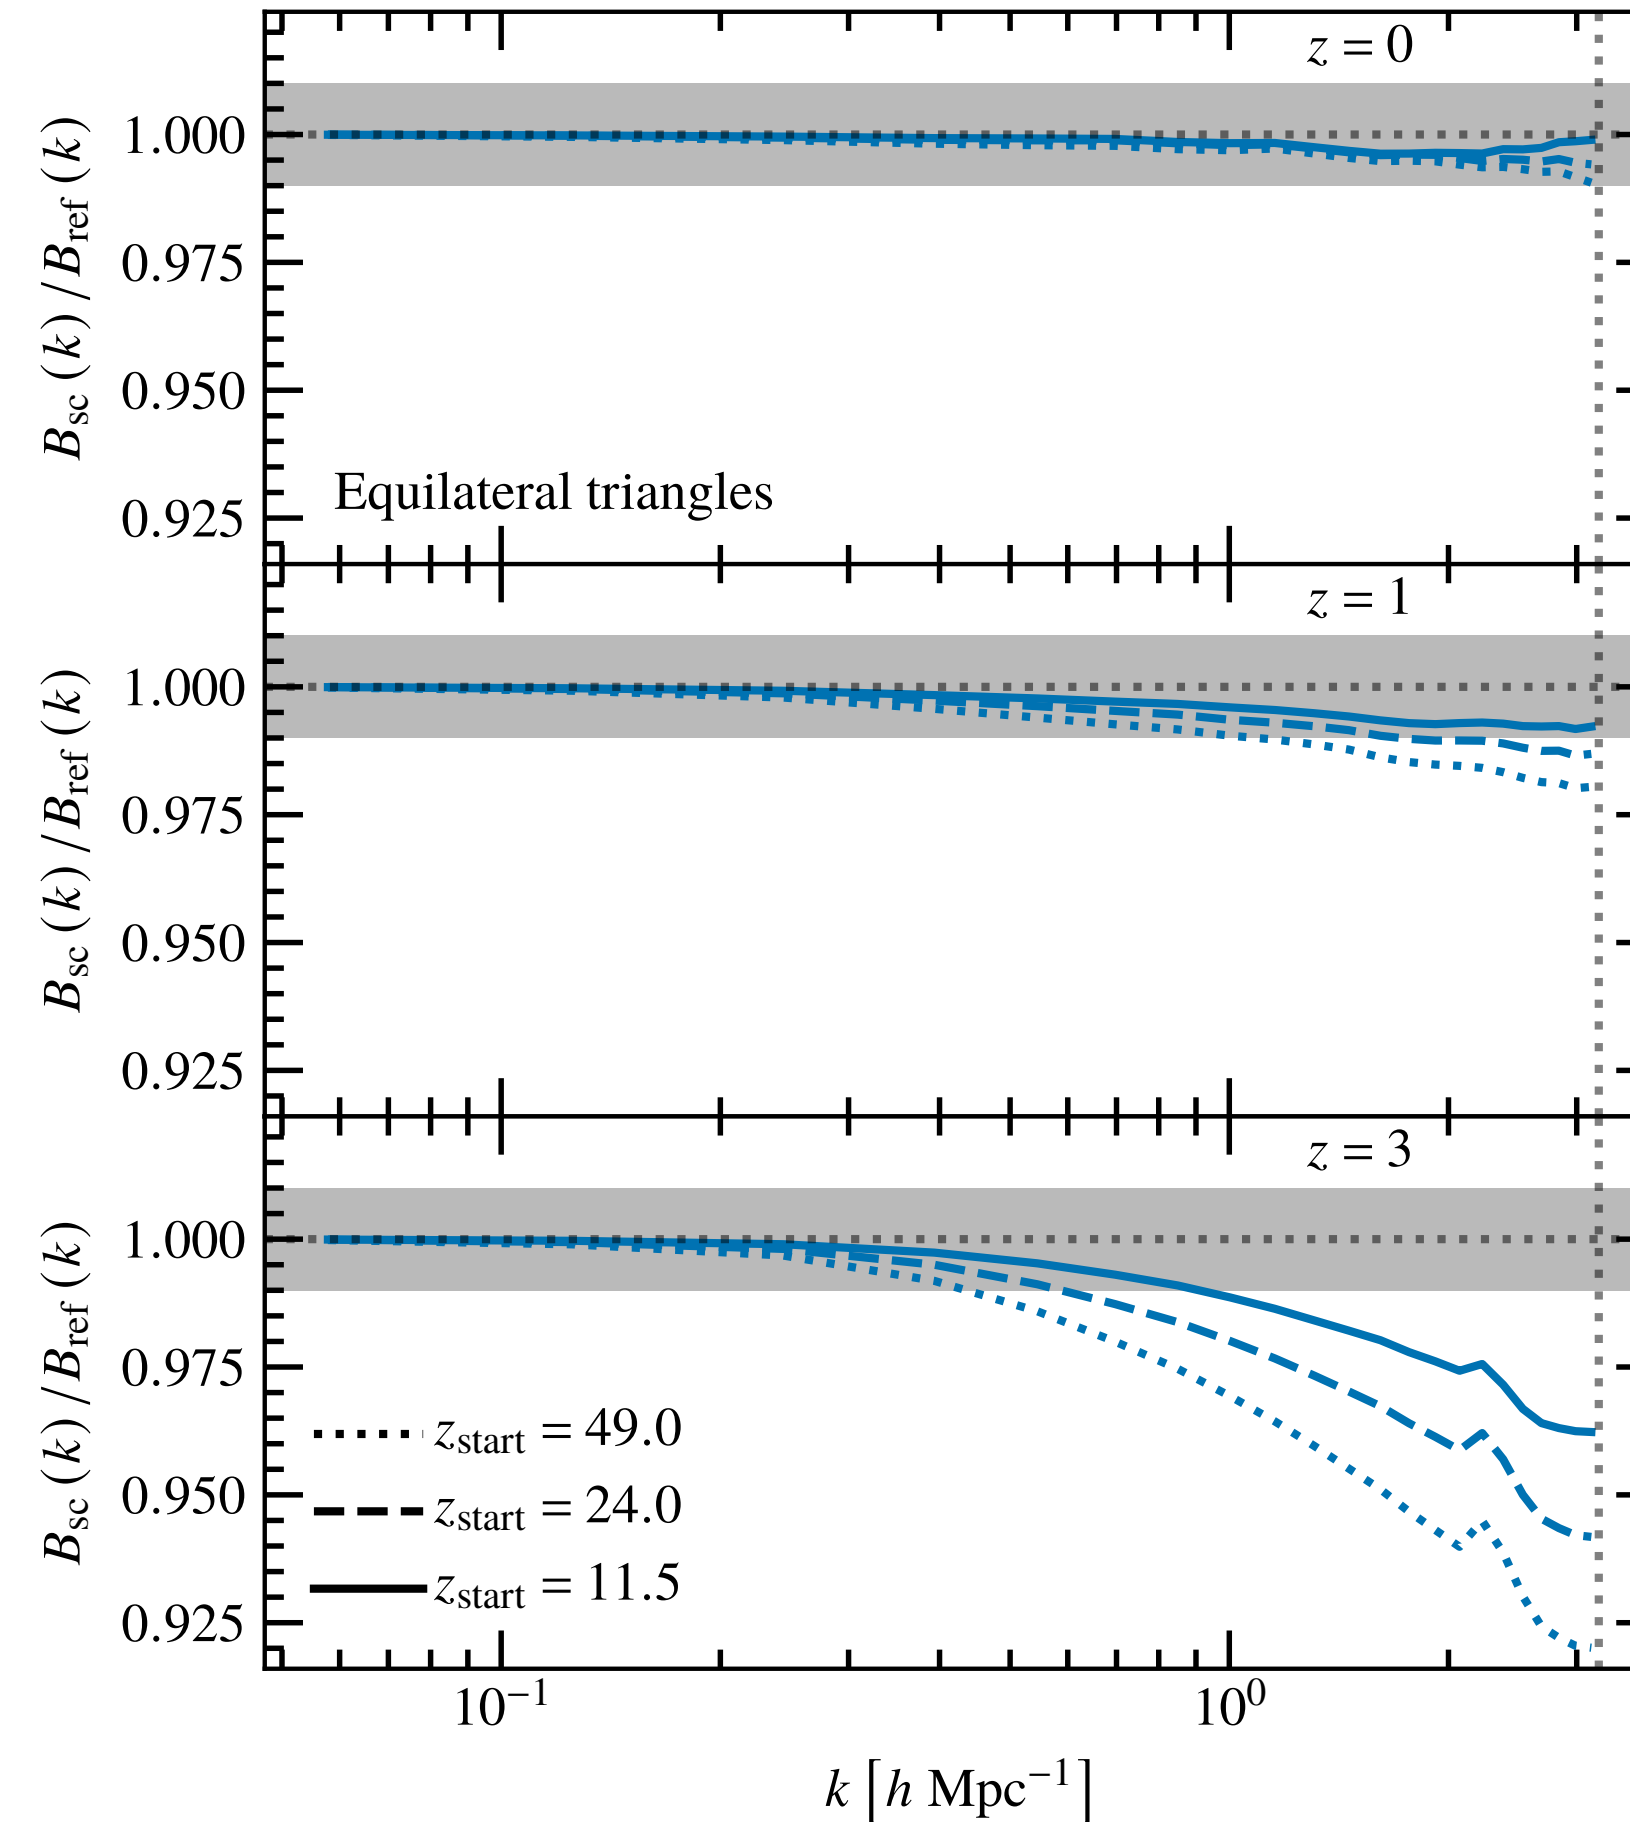 z = 0
B_sc (k) / B_ref (k)
1.000
0.975
0.950
0.925
Equilateral triangles
z = 1
B_sc (k) / B_ref (k)
1.000
0.975
0.950
0.925
z = 3
B_sc (k) / B_ref (k)
1.000
0.975
0.950
0.925
z_start = 49.0
z_start = 24.0
z_start = 11.5
10⁻¹ 10⁰
k [h Mpc⁻¹]